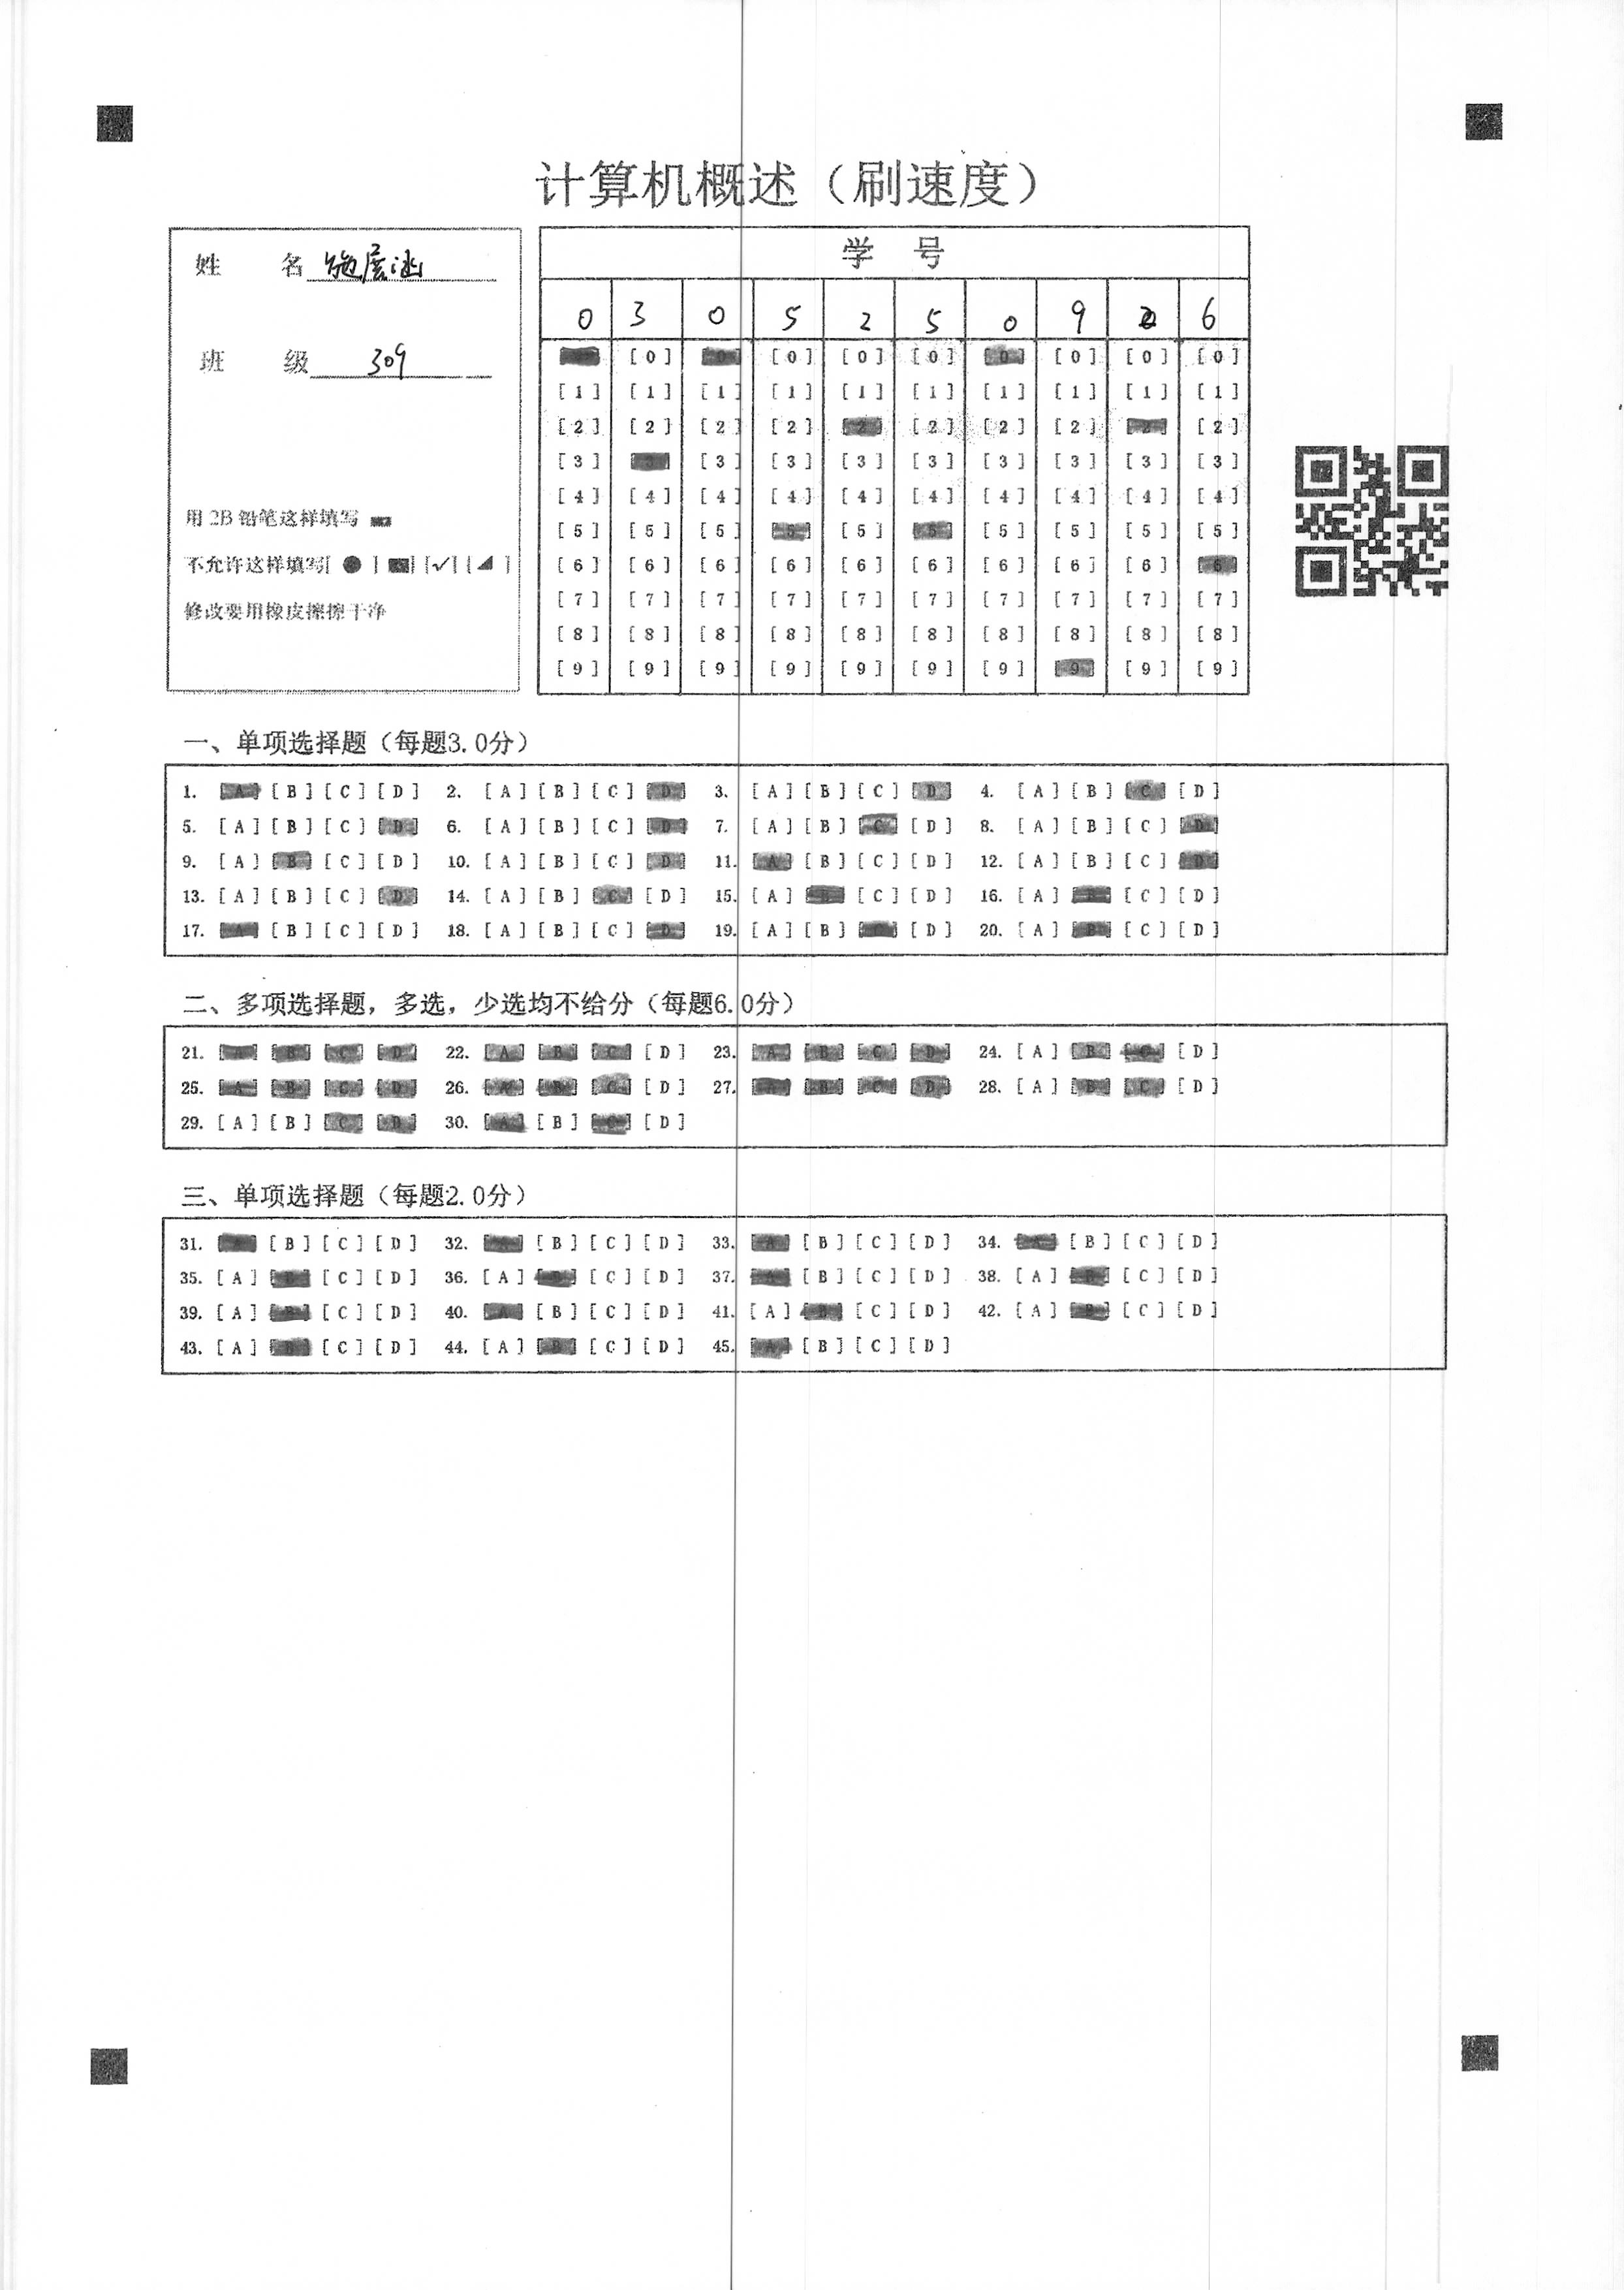 计算机概述（刷速度）
姓 名 施 涵
班 级 309
用 2B 铅笔这样填写
不允许这样填写[ ● ] [■] [✓] [◢ ]
修改要用橡皮擦擦干净
学 号
0 3 0 5 2 5 0 9 2 6
[0] [0] [0] [0] [0] [0] [0] [0] [0] [0]
[1] [1] [1] [1] [1] [1] [1] [1] [1] [1]
[2] [2] [2] [2] [2] [2] [2] [2] [2] [2]
[3] [3] [3] [3] [3] [3] [3] [3] [3] [3]
[4] [4] [4] [4] [4] [4] [4] [4] [4] [4]
[5] [5] [5] [5] [5] [5] [5] [5] [5] [5]
[6] [6] [6] [6] [6] [6] [6] [6] [6] [6]
[7] [7] [7] [7] [7] [7] [7] [7] [7] [7]
[8] [8] [8] [8] [8] [8] [8] [8] [8] [8]
[9] [9] [9] [9] [9] [9] [9] [9] [9] [9]
一、单项选择题（每题3.0分）
1. [A] [B] [C] [D] 2. [A] [B] [C] [D] 3. [A] [B] [C] [D] 4. [A] [B] [C] [D]
5. [A] [B] [C] [D] 6. [A] [B] [C] [D] 7. [A] [B] [C] [D] 8. [A] [B] [C] [D]
9. [A] [B] [C] [D] 10. [A] [B] [C] [D] 11. [A] [B] [C] [D] 12. [A] [B] [C] [D]
13. [A] [B] [C] [D] 14. [A] [B] [C] [D] 15. [A] [B] [C] [D] 16. [A] [B] [C] [D]
17. [A] [B] [C] [D] 18. [A] [B] [C] [D] 19. [A] [B] [C] [D] 20. [A] [B] [C] [D]
二、多项选择题，多选，少选均不给分（每题6.0分）
21. [A] [B] [C] [D] 22. [A] [B] [C] [D] 23. [A] [B] [C] [D] 24. [A] [B] [C] [D]
25. [A] [B] [C] [D] 26. [A] [B] [C] [D] 27. [A] [B] [C] [D] 28. [A] [B] [C] [D]
29. [A] [B] [C] [D] 30. [A] [B] [C] [D]
三、单项选择题（每题2.0分）
31. [A] [B] [C] [D] 32. [A] [B] [C] [D] 33. [A] [B] [C] [D] 34. [A] [B] [C] [D]
35. [A] [B] [C] [D] 36. [A] [B] [C] [D] 37. [A] [B] [C] [D] 38. [A] [B] [C] [D]
39. [A] [B] [C] [D] 40. [A] [B] [C] [D] 41. [A] [B] [C] [D] 42. [A] [B] [C] [D]
43. [A] [B] [C] [D] 44. [A] [B] [C] [D] 45. [A] [B] [C] [D]